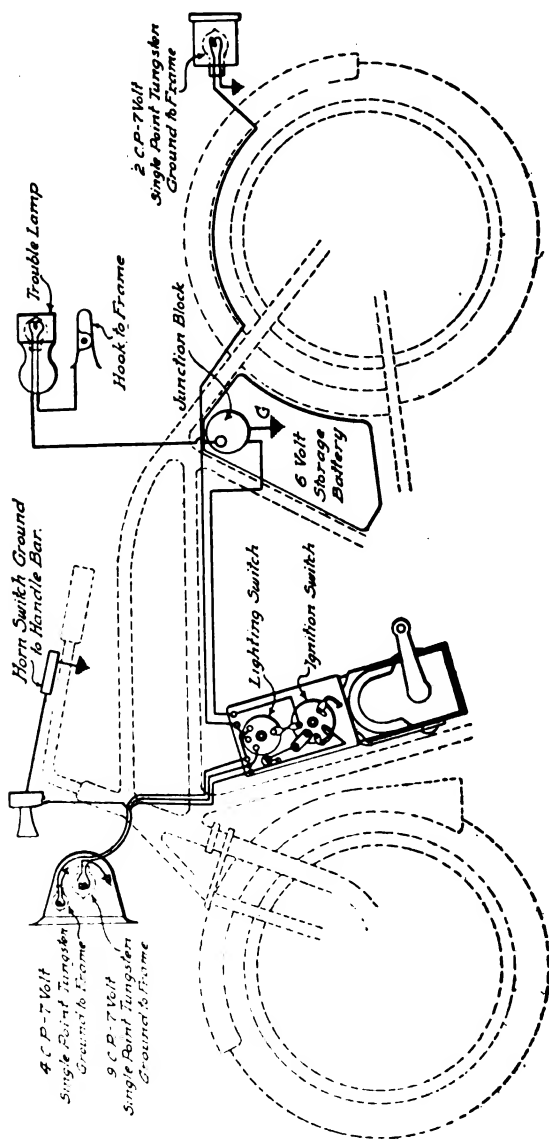 4 C P-7 Volt
Single Point Tungsten
Ground to Frame
9 C P-7 Volt
Single Point Tungsten
Ground to Frame
Horn Switch Ground
to Handle Bar.
Trouble Lamp
Hook to Frame
2 C P-7 Volt
Single Point Tungsten
Ground to Frame
Junction Block
G
6 Volt
Storage
Battery
Lighting Switch
Ignition Switch